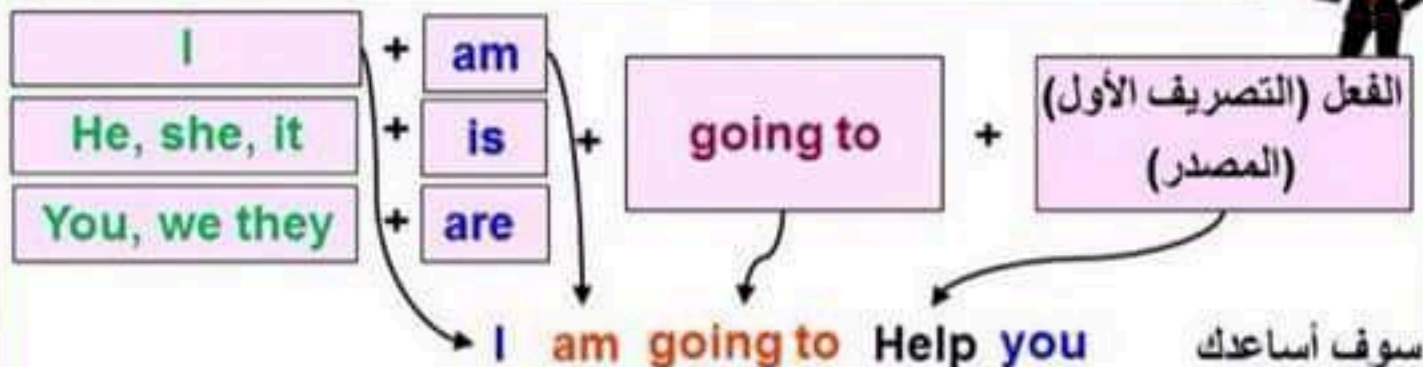 I + am
He, she, it + is + going to + الفعل (التصريف الأول)
(المصدر)
You, we they + are
I am going to Help you سوف أساعدك